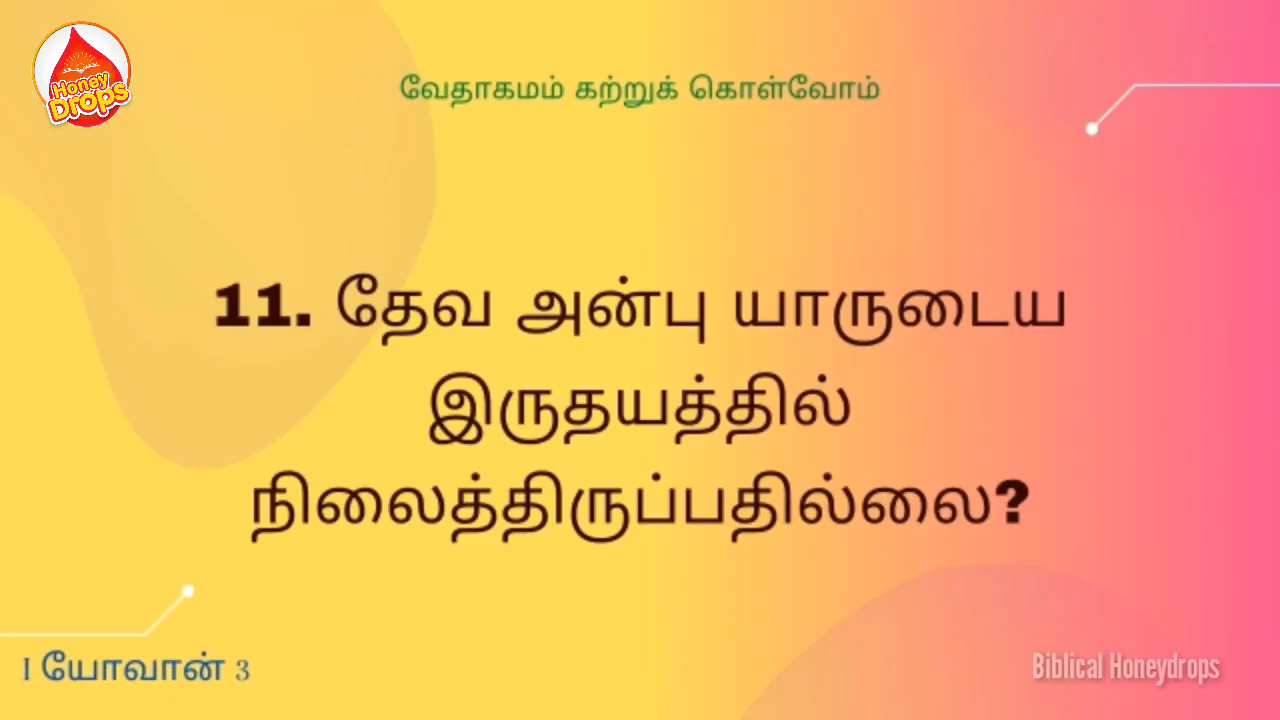 Honey
Drops
வேதாகமம் கற்றுக் கொள்வோம்
11. தேவ அன்பு யாருடைய
இருதயத்தில்
நிலைத்திருப்பதில்லை?
I யோவான் 3
Biblical Honeydrops